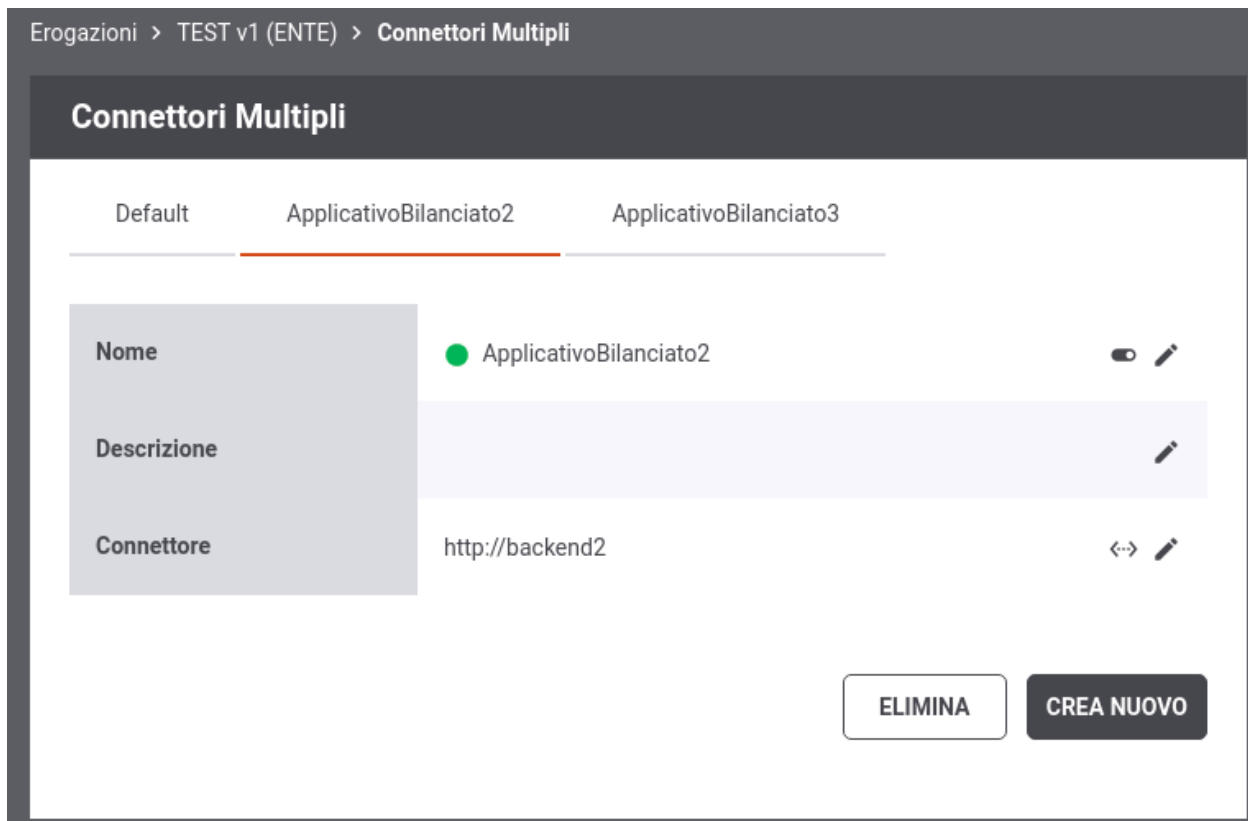 Erogazioni > TEST v1 (ENTE) > Connettori Multipli
Connettori Multipli
Default ApplicativoBilanciato2 ApplicativoBilanciato3
Nome ApplicativoBilanciato2
Descrizione
Connettore http://backend2
ELIMINA CREA NUOVO